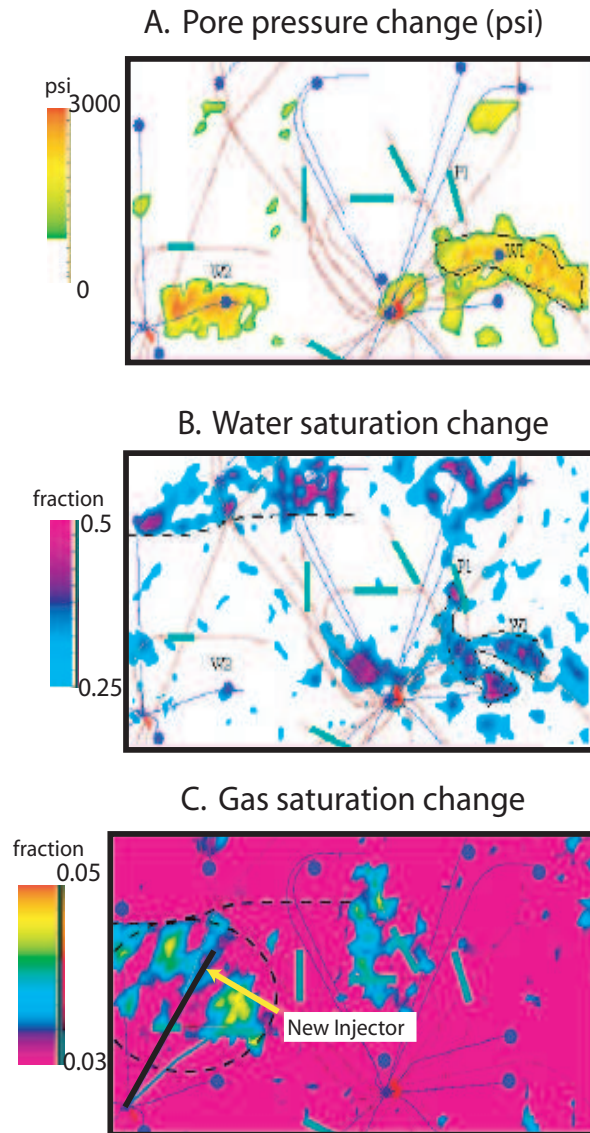 A. Pore pressure change (psi)
psi
3000
0
P1
W1
W2
B. Water saturation change
fraction
0.5
0.25
P1
W1
W2
C. Gas saturation change
fraction
0.05
0.03
New Injector